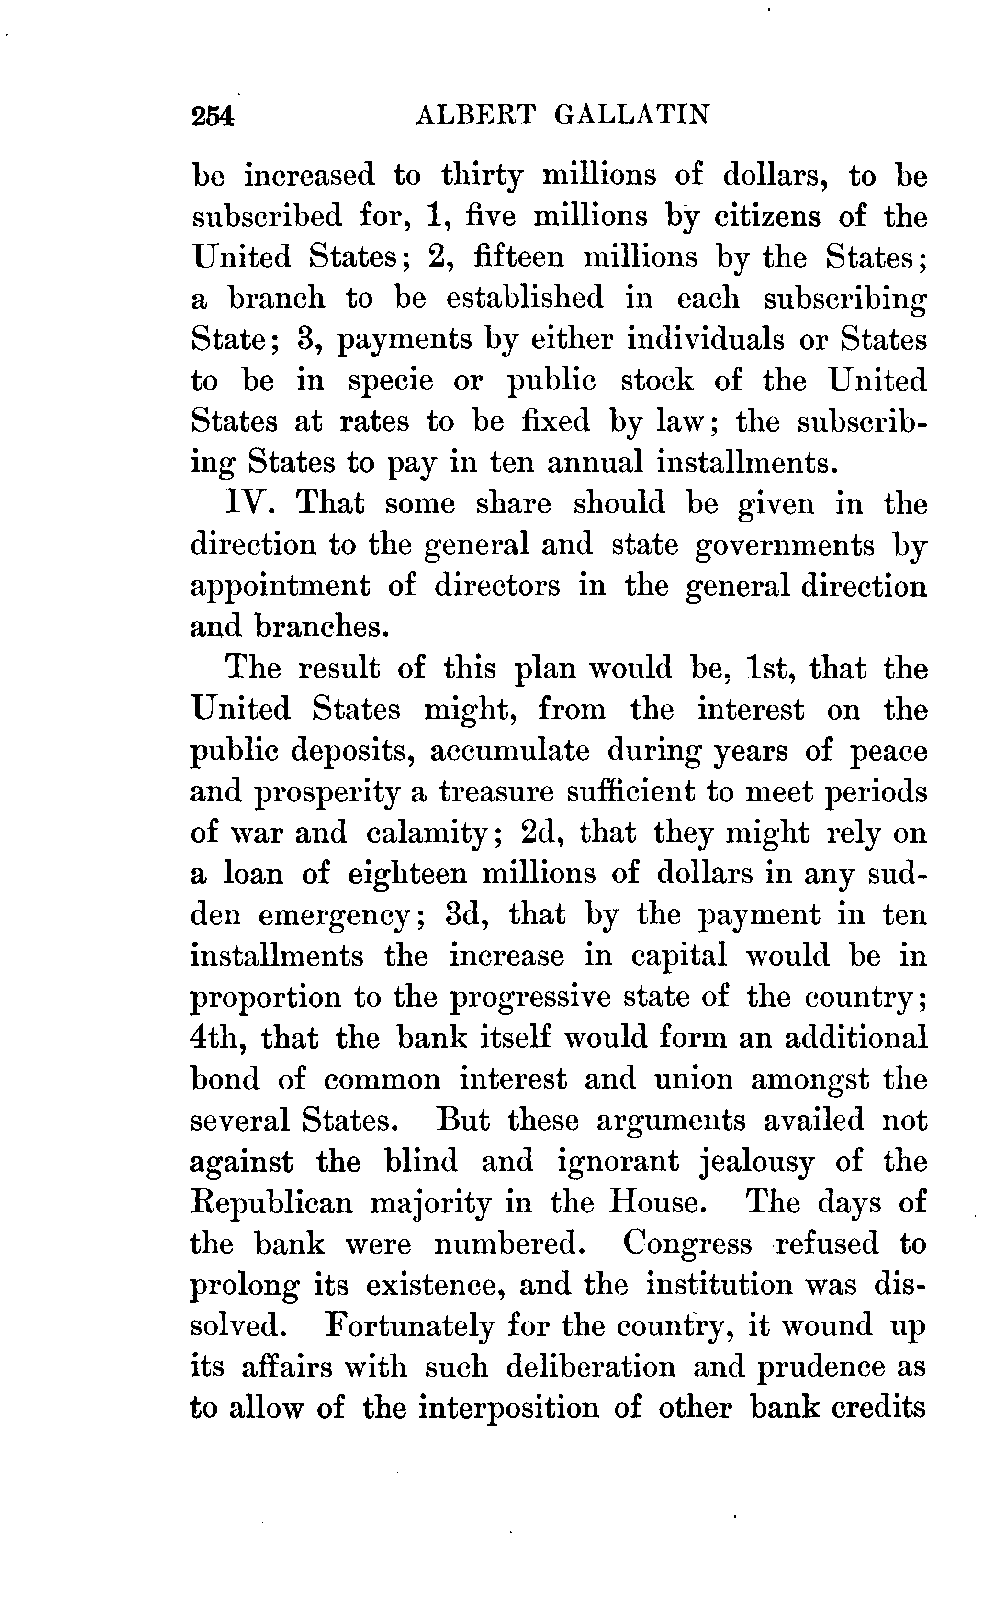 254 ALBERT GALLATIN
be increased to thirty millions of dollars, to be
subscribed for, 1, five millions by citizens of the
United States; 2, fifteen millions by the States;
a branch to be established in each subscribing
State; 3, payments by either individuals or States
to be in specie or public stock of the United
States at rates to be fixed by law; the subscrib-
ing States to pay in ten annual installments.
IV. That some share should be given in the
direction to the general and state governments by
appointment of directors in the general direction
and branches.
The result of this plan would be, 1st, that the
United States might, from the interest on the
public deposits, accumulate during years of peace
and prosperity a treasure sufficient to meet periods
of war and calamity; 2d, that they might rely on
a loan of eighteen millions of dollars in any sud-
den emergency; 3d, that by the payment in ten
installments the increase in capital would be in
proportion to the progressive state of the country;
4th, that the bank itself would form an additional
bond of common interest and union amongst the
several States. But these arguments availed not
against the blind and ignorant jealousy of the
Republican majority in the House. The days of
the bank were numbered. Congress refused to
prolong its existence, and the institution was dis-
solved. Fortunately for the country, it wound up
its affairs with such deliberation and prudence as
to allow of the interposition of other bank credits